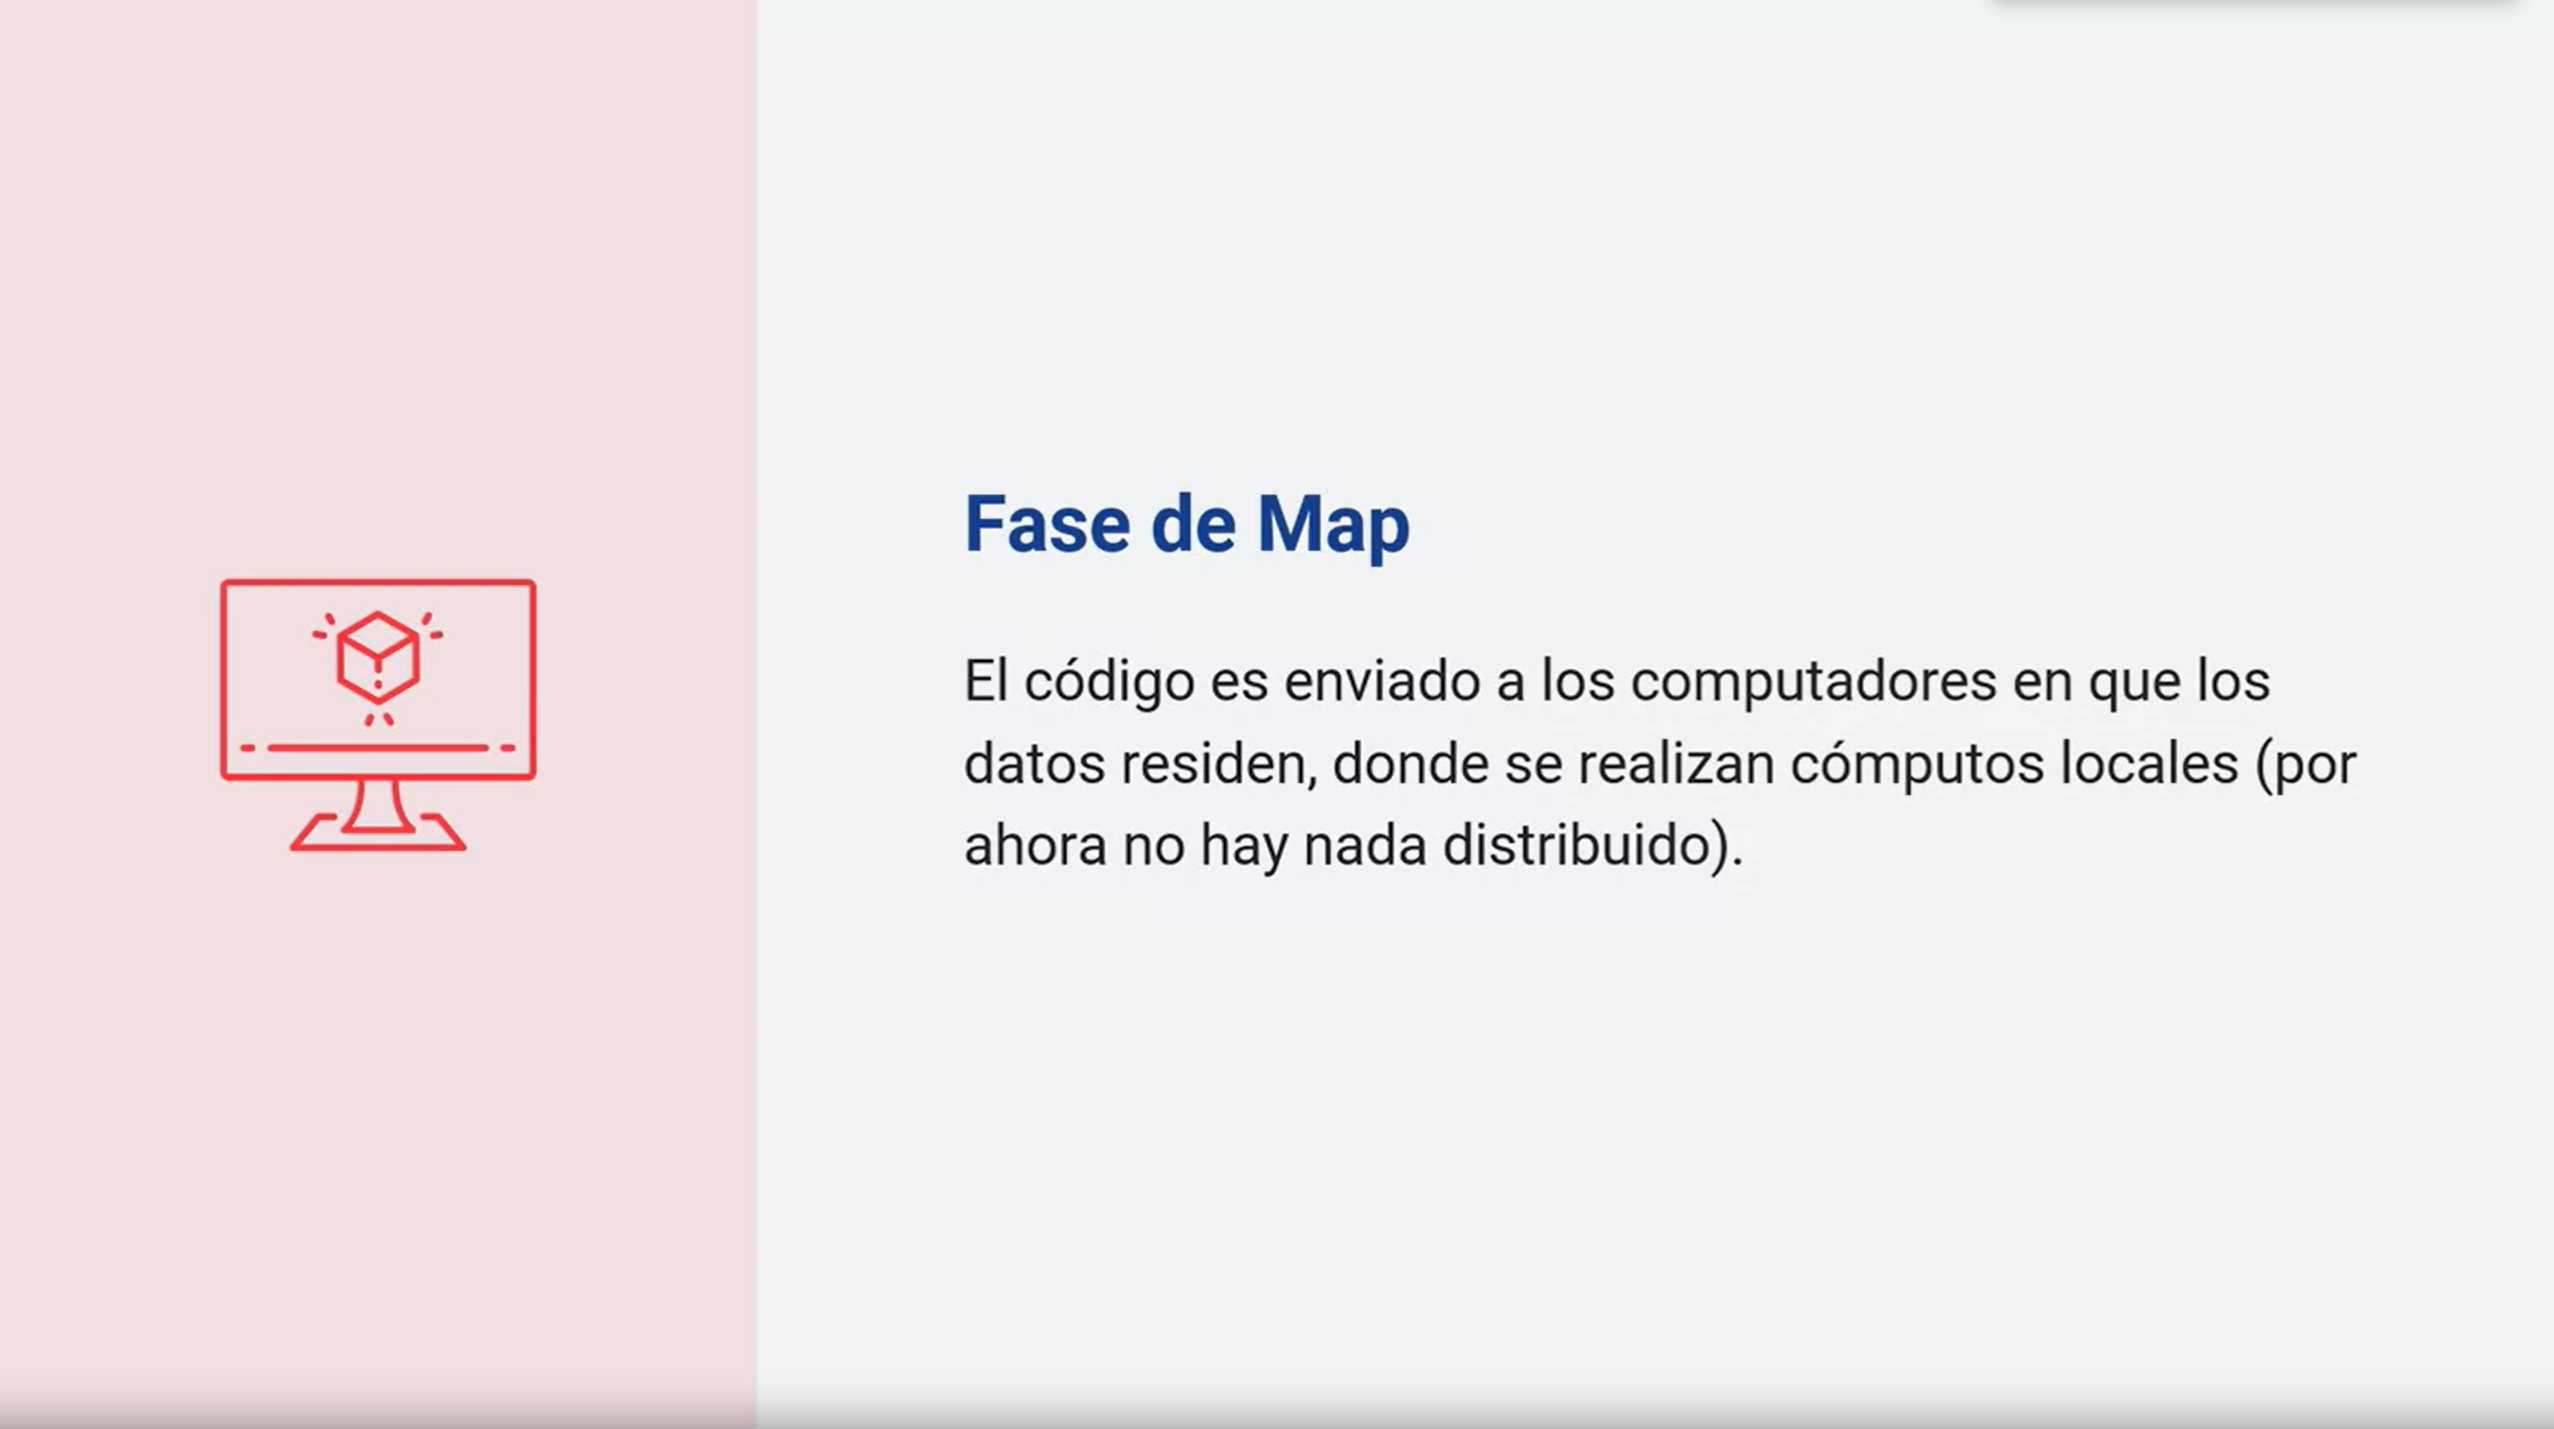 Fase de Map
El código es enviado a los computadores en que los
datos residen, donde se realizan cómputos locales (por
ahora no hay nada distribuido).